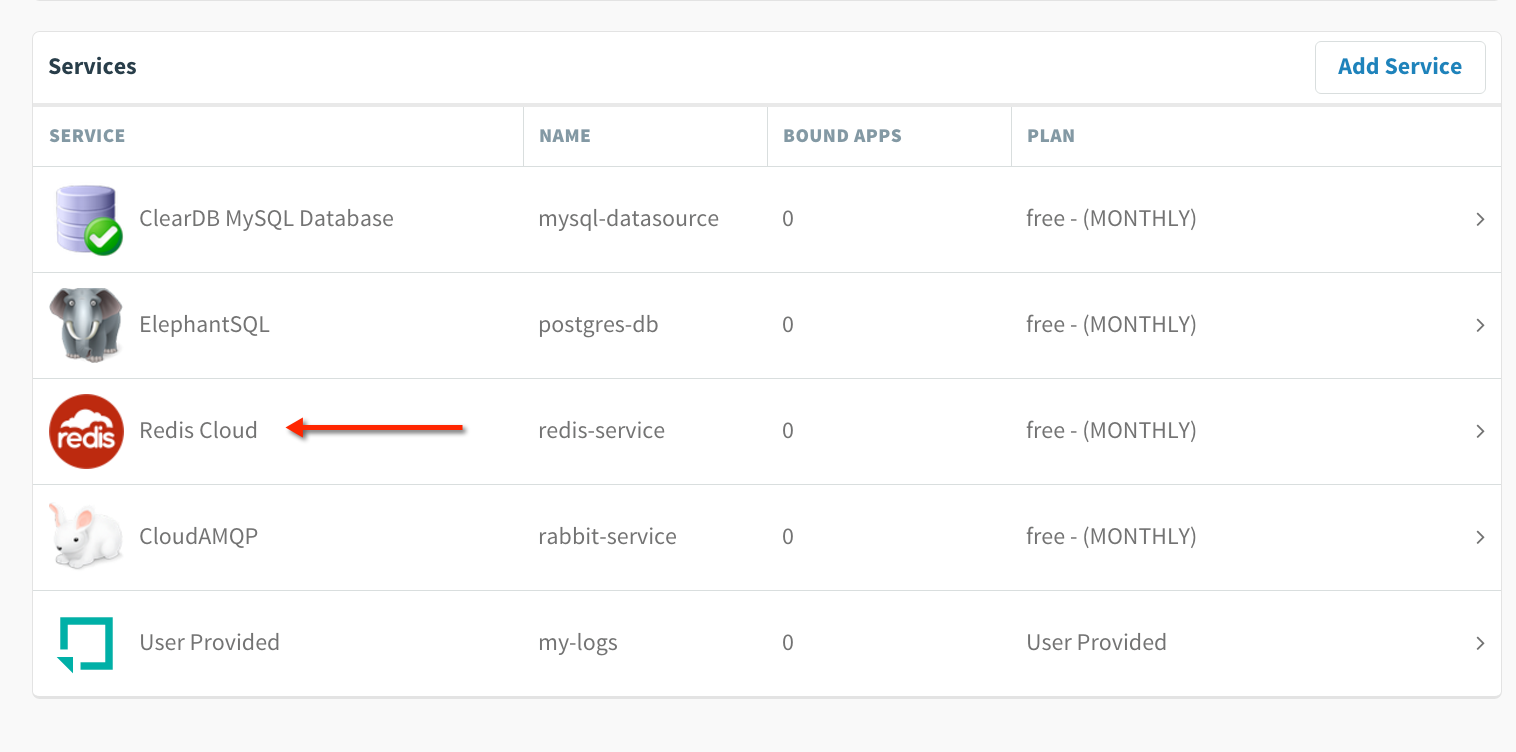 Services
Add Service
SERVICE NAME BOUND APPS PLAN
ClearDB MySQL Database mysql-datasource 0 free - (MONTHLY)
ElephantSQL postgres-db 0 free - (MONTHLY)
redis Redis Cloud redis-service 0 free - (MONTHLY)
CloudAMQP rabbit-service 0 free - (MONTHLY)
User Provided my-logs 0 User Provided